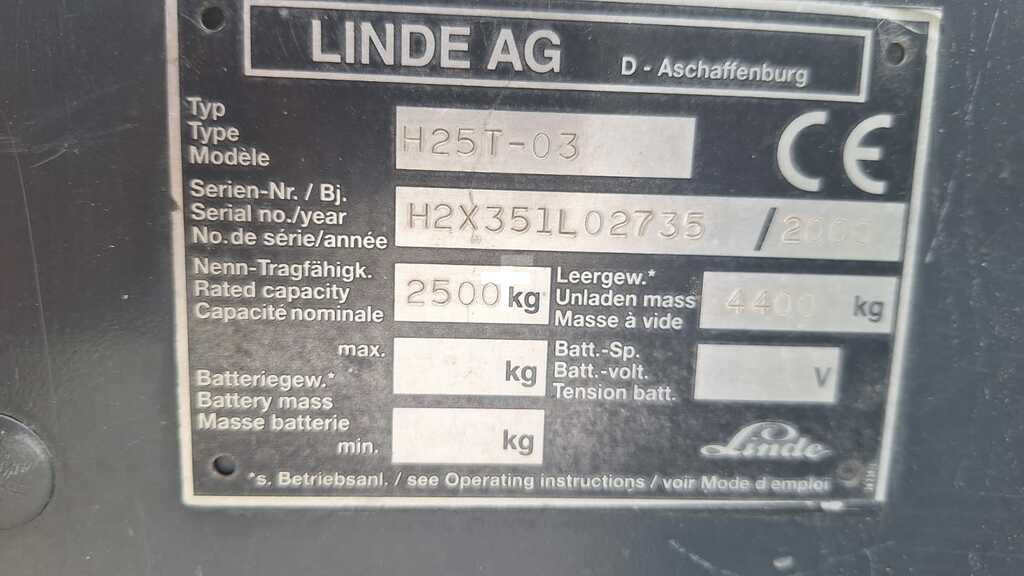 LINDE AG D - Aschaffenburg
Typ
Type
Modèle
H25T-03
CE
Serien-Nr. / Bj.
Serial no./year
No. de série/année
H2X351L02735 /
Nenn-Tragfähigk.
Rated capacity
Capacité nominale
2500 kg
Leergew.*
Unladen mass
Masse à vide
4400 kg
max.
kg
Batteriegew.*
Battery mass
Masse batterie
min.
kg
Batt.-Sp.
Batt.-volt.
Tension batt.
V
Linde
*s. Betriebsanl. / see Operating instructions / voir Mode d emploi